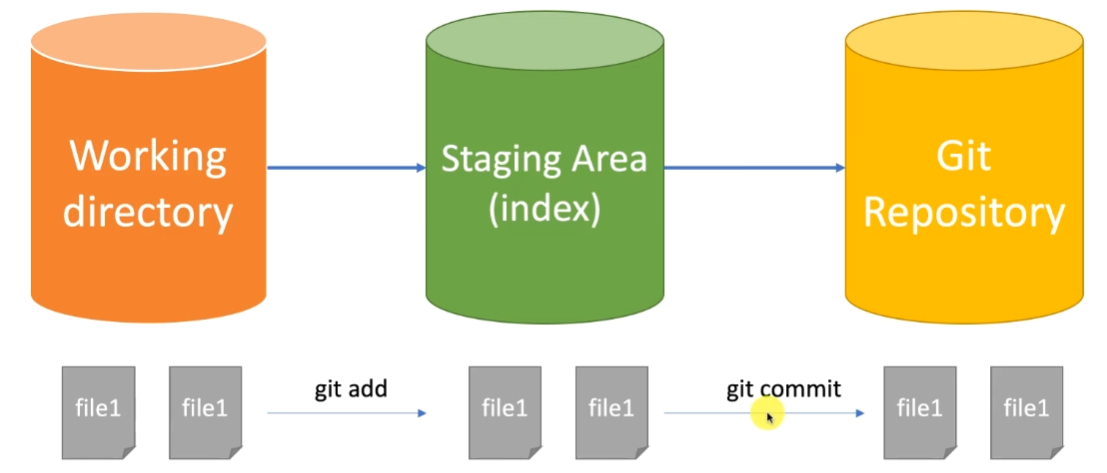 Working
directory
Staging Area
(index)
Git
Repository
file1
file1
git add
file1
file1
git commit
file1
file1